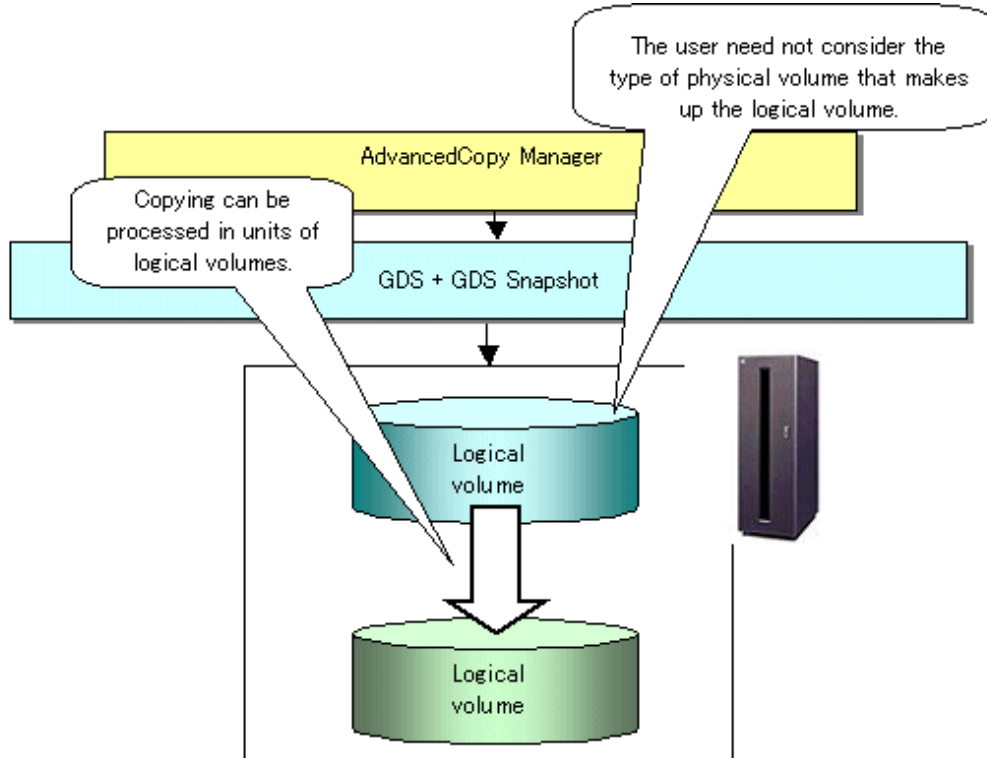 The user need not consider the
type of physical volume that makes
up the logical volume.
AdvancedCopy Manager
Copying can be
processed in units of
logical volumes.
GDS + GDS Snapshot
Logical
volume
Logical
volume